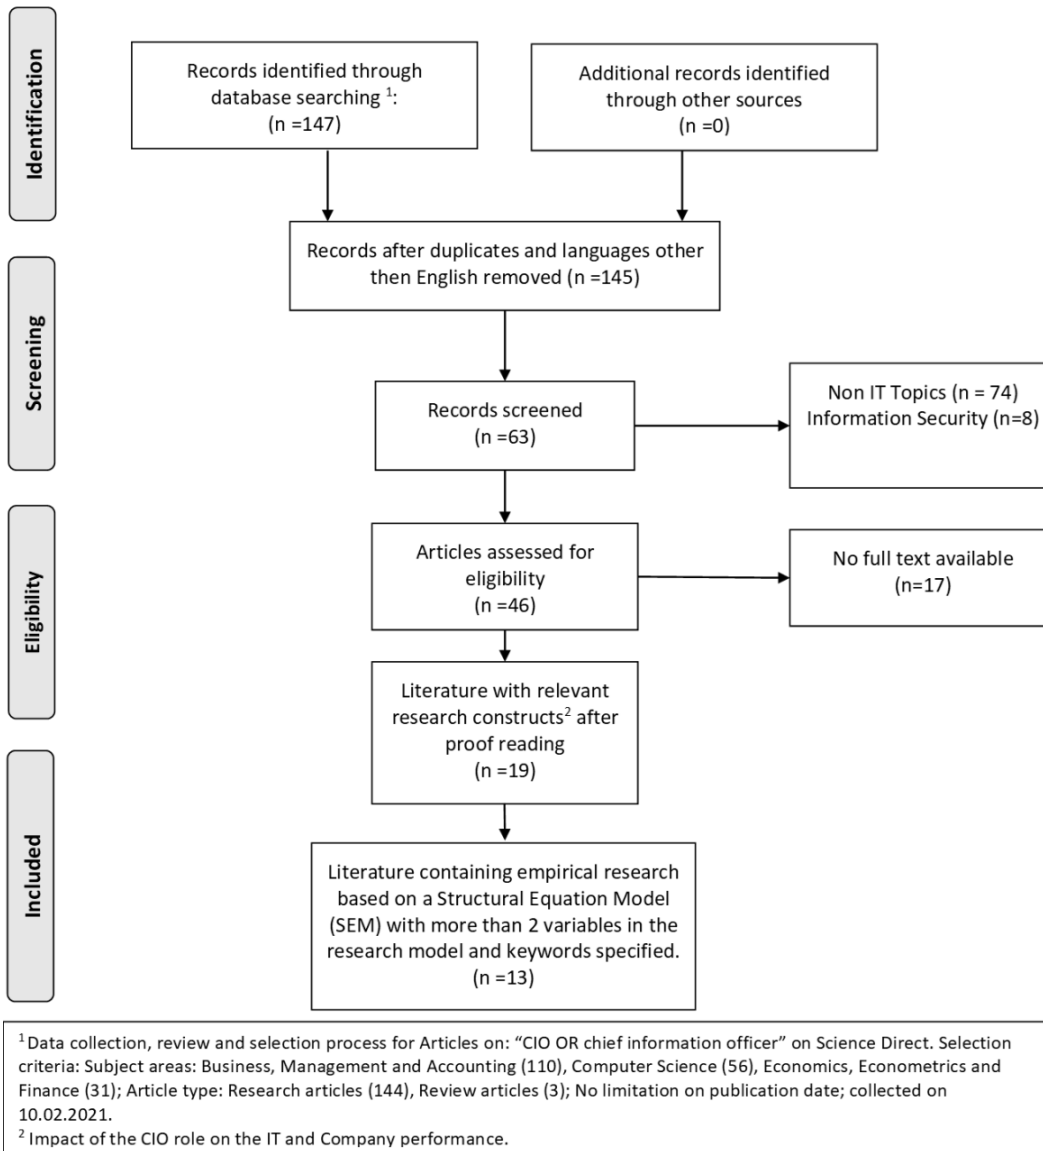 Identification
Records identified through
database searching ¹:
(n =147)
Additional records identified
through other sources
(n =0)
Records after duplicates and languages other
then English removed (n =145)
Screening
Records screened
(n =63)
Non IT Topics (n = 74)
Information Security (n=8)
Eligibility
Articles assessed for
eligibility
(n =46)
No full text available
(n=17)
Literature with relevant
research constructs² after
proof reading
(n =19)
Included
Literature containing empirical research
based on a Structural Equation Model
(SEM) with more than 2 variables in the
research model and keywords specified.
(n =13)
¹ Data collection, review and selection process for Articles on: “CIO OR chief information officer” on Science Direct. Selection
criteria: Subject areas: Business, Management and Accounting (110), Computer Science (56), Economics, Econometrics and
Finance (31); Article type: Research articles (144), Review articles (3); No limitation on publication date; collected on
10.02.2021.
² Impact of the CIO role on the IT and Company performance.